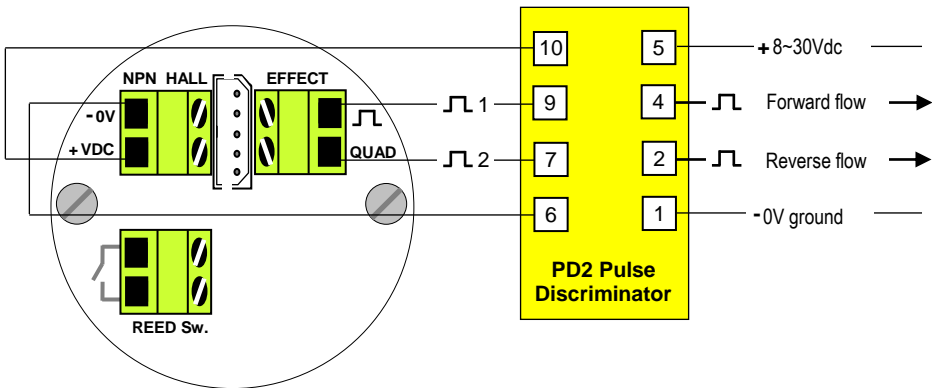 10 5 + 8~30Vdc
NPN HALL EFFECT
1 9 4 Forward flow
- 0V
+ VDC QUAD 2 7 2 Reverse flow
6 1 - 0V ground
PD2 Pulse
Discriminator
REED Sw.